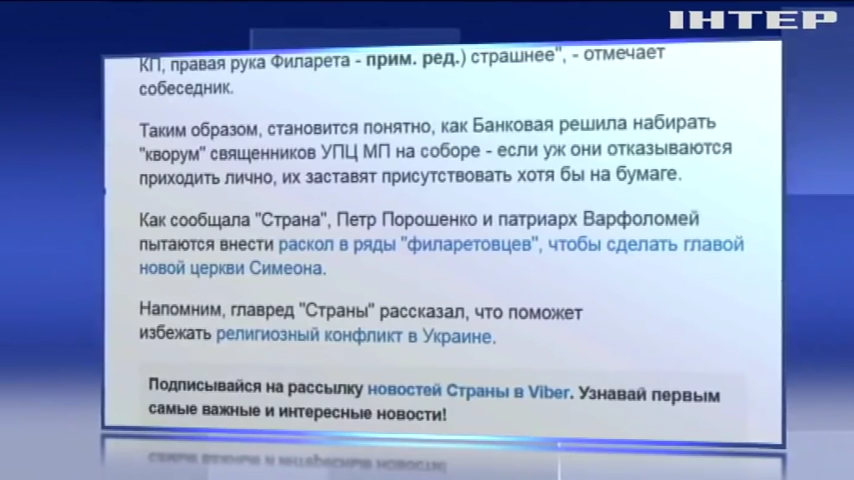 ІНТЕР
КП, правая рука Филарета - прим. ред.) страшнее", - отмечает
собеседник.
Таким образом, становится понятно, как Банковая решила набирать
"кворум" священников УПЦ МП на соборе - если уж они отказываются
приходить лично, их заставят присутствовать хотя бы на бумаге.
Как сообщала "Страна", Петр Порошенко и патриарх Варфоломей
пытаются внести раскол в ряды "филаретовцев", чтобы сделать главой
новой церкви Симеона.
Напомним, главред "Страны" рассказал, что поможет
избежать религиозный конфликт в Украине.
Подписывайся на рассылку новостей Страны в Viber. Узнавай первым
самые важные и интересные новости!